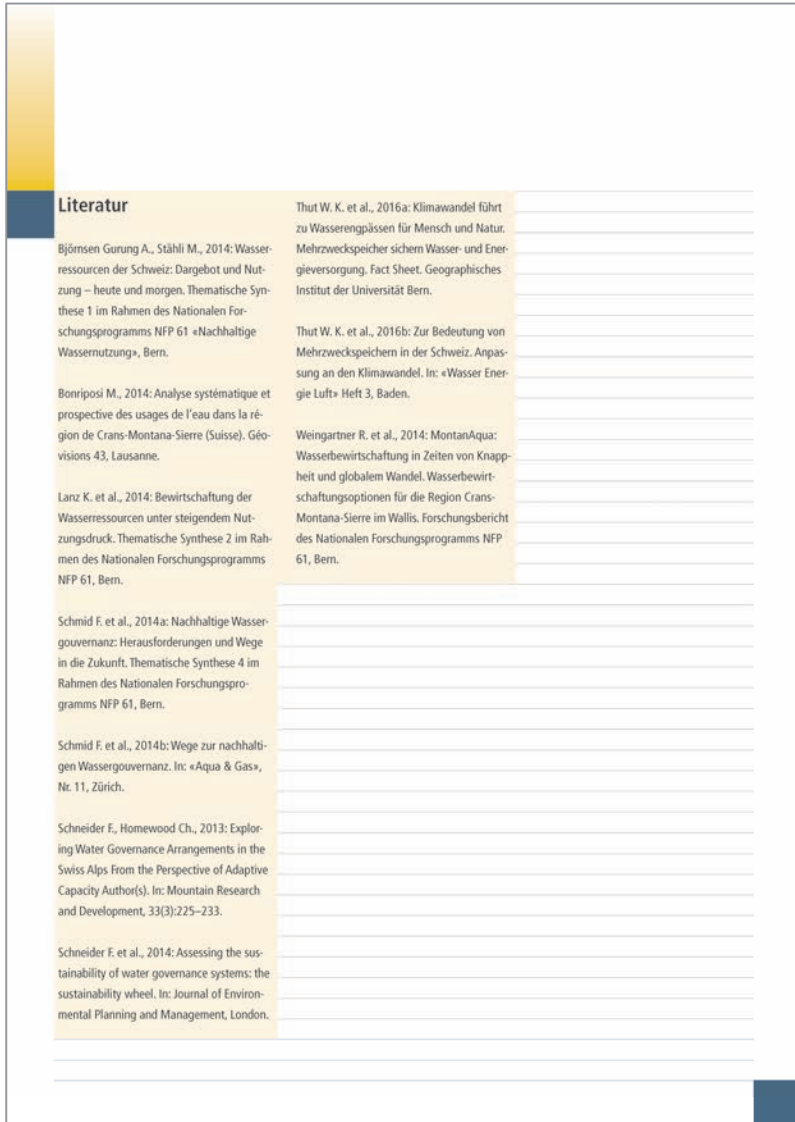 Literatur
Björnsen Gurung A., Stähli M., 2014: Wasser-
ressourcen der Schweiz: Dargebot und Nut-
zung – heute und morgen. Thematische Syn-
these 1 im Rahmen des Nationalen For-
schungsprogramms NFP 61 «Nachhaltige
Wassernutzung», Bern.
Bonriposi M., 2014: Analyse systématique et
prospective des usages de l'eau dans la ré-
gion de Crans-Montana-Sierre (Suisse). Géo-
visions 43, Lausanne.
Lanz K. et al., 2014: Bewirtschaftung der
Wasserressourcen unter steigendem Nut-
zungsdruck. Thematische Synthese 2 im Rah-
men des Nationalen Forschungsprogramms
NFP 61, Bern.
Schmid F. et al., 2014a: Nachhaltige Wasser-
gouvernanz: Herausforderungen und Wege
in die Zukunft. Thematische Synthese 4 im
Rahmen des Nationalen Forschungspro-
gramms NFP 61, Bern.
Schmid F. et al., 2014b: Wege zur nachhalti-
gen Wassergouvernanz. In: «Aqua & Gas»,
Nr. 11, Zürich.
Schneider F., Homewood Ch., 2013: Explor-
ing Water Governance Arrangements in the
Swiss Alps From the Perspective of Adaptive
Capacity Author(s). In: Mountain Research
and Development, 33(3):225–233.
Schneider F. et al., 2014: Assessing the sus-
tainability of water governance systems: the
sustainability wheel. In: Journal of Environ-
mental Planning and Management, London.
Thut W. K. et al., 2016a: Klimawandel führt
zu Wasserengpässen für Mensch und Natur.
Mehrzweckspeicher sichern Wasser- und Ener-
gieversorgung. Fact Sheet. Geographisches
Institut der Universität Bern.
Thut W. K. et al., 2016b: Zur Bedeutung von
Mehrzweckspeichern in der Schweiz. Anpas-
sung an den Klimawandel. In: «Wasser Ener-
gie Luft» Heft 3, Baden.
Weingartner R. et al., 2014: MontanAqua:
Wasserbewirtschaftung in Zeiten von Knapp-
heit und globalem Wandel. Wasserbewirt-
schaftungsoptionen für die Region Crans-
Montana-Sierre im Wallis. Forschungsbericht
des Nationalen Forschungsprogramms NFP
61, Bern.